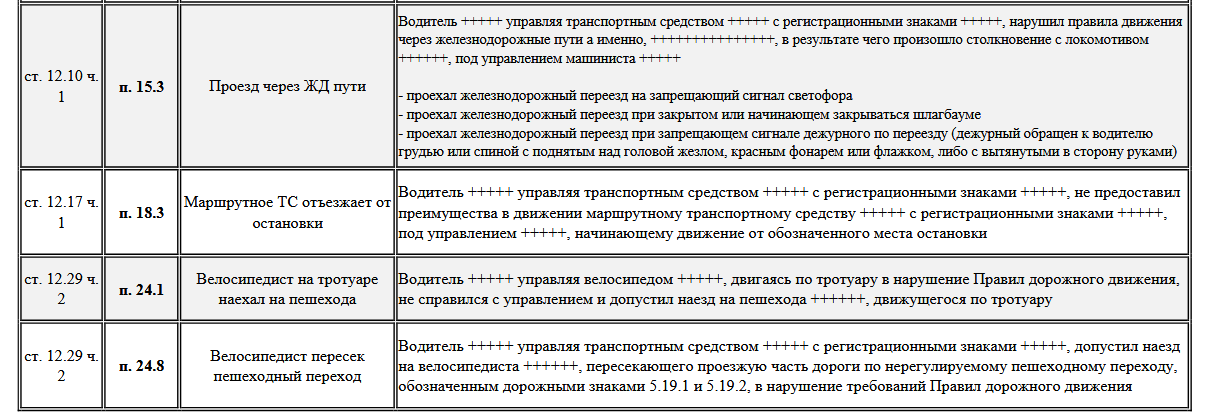 ст. 12.10 ч.
1
п. 15.3
Проезд через ЖД пути
Водитель +++++ управляя транспортным средством +++++ с регистрационными знаками +++++, нарушил правила движения
через железнодорожные пути а именно, +++++++++++++++, в результате чего произошло столкновение с локомотивом
++++++, под управлением машиниста +++++
- проехал железнодорожный переезд на запрещающий сигнал светофора
- проехал железнодорожный переезд при закрытом или начинающем закрываться шлагбауме
- проехал железнодорожный переезд при запрещающем сигнале дежурного по переезду (дежурный обращен к водителю
грудью или спиной с поднятым над головой жезлом, красным фонарем или флажком, либо с вытянутыми в сторону руками)
ст. 12.17 ч.
1
п. 18.3
Маршрутное ТС отъезжает от
остановки
Водитель +++++ управляя транспортным средством +++++ с регистрационными знаками +++++, не предоставил
преимущества в движении маршрутному транспортному средству +++++ с регистрационными знаками +++++,
под управлением +++++, начинающему движение от обозначенного места остановки
ст. 12.29 ч.
2
п. 24.1
Велосипедист на тротуаре
наехал на пешехода
Водитель +++++ управляя велосипедом +++++, двигаясь по тротуару в нарушение Правил дорожного движения,
не справился с управлением и допустил наезд на пешехода ++++++, движущегося по тротуару
ст. 12.29 ч.
2
п. 24.8
Велосипедист пересек
пешеходный переход
Водитель +++++ управляя транспортным средством +++++ с регистрационными знаками +++++, допустил наезд
на велосипедиста ++++++, пересекающего проезжую часть дороги по нерегулируемому пешеходному переходу,
обозначенным дорожными знаками 5.19.1 и 5.19.2, в нарушение требований Правил дорожного движения